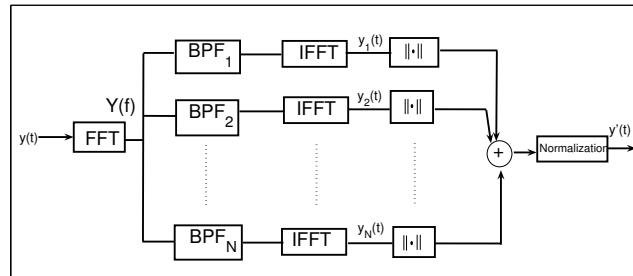 BPF1 IFFT y1(t) ||•||
Y(f) BPF2 IFFT y2(t) ||•||
y(t) FFT + Normalization y'(t)
BPFN IFFT yN(t) ||•||